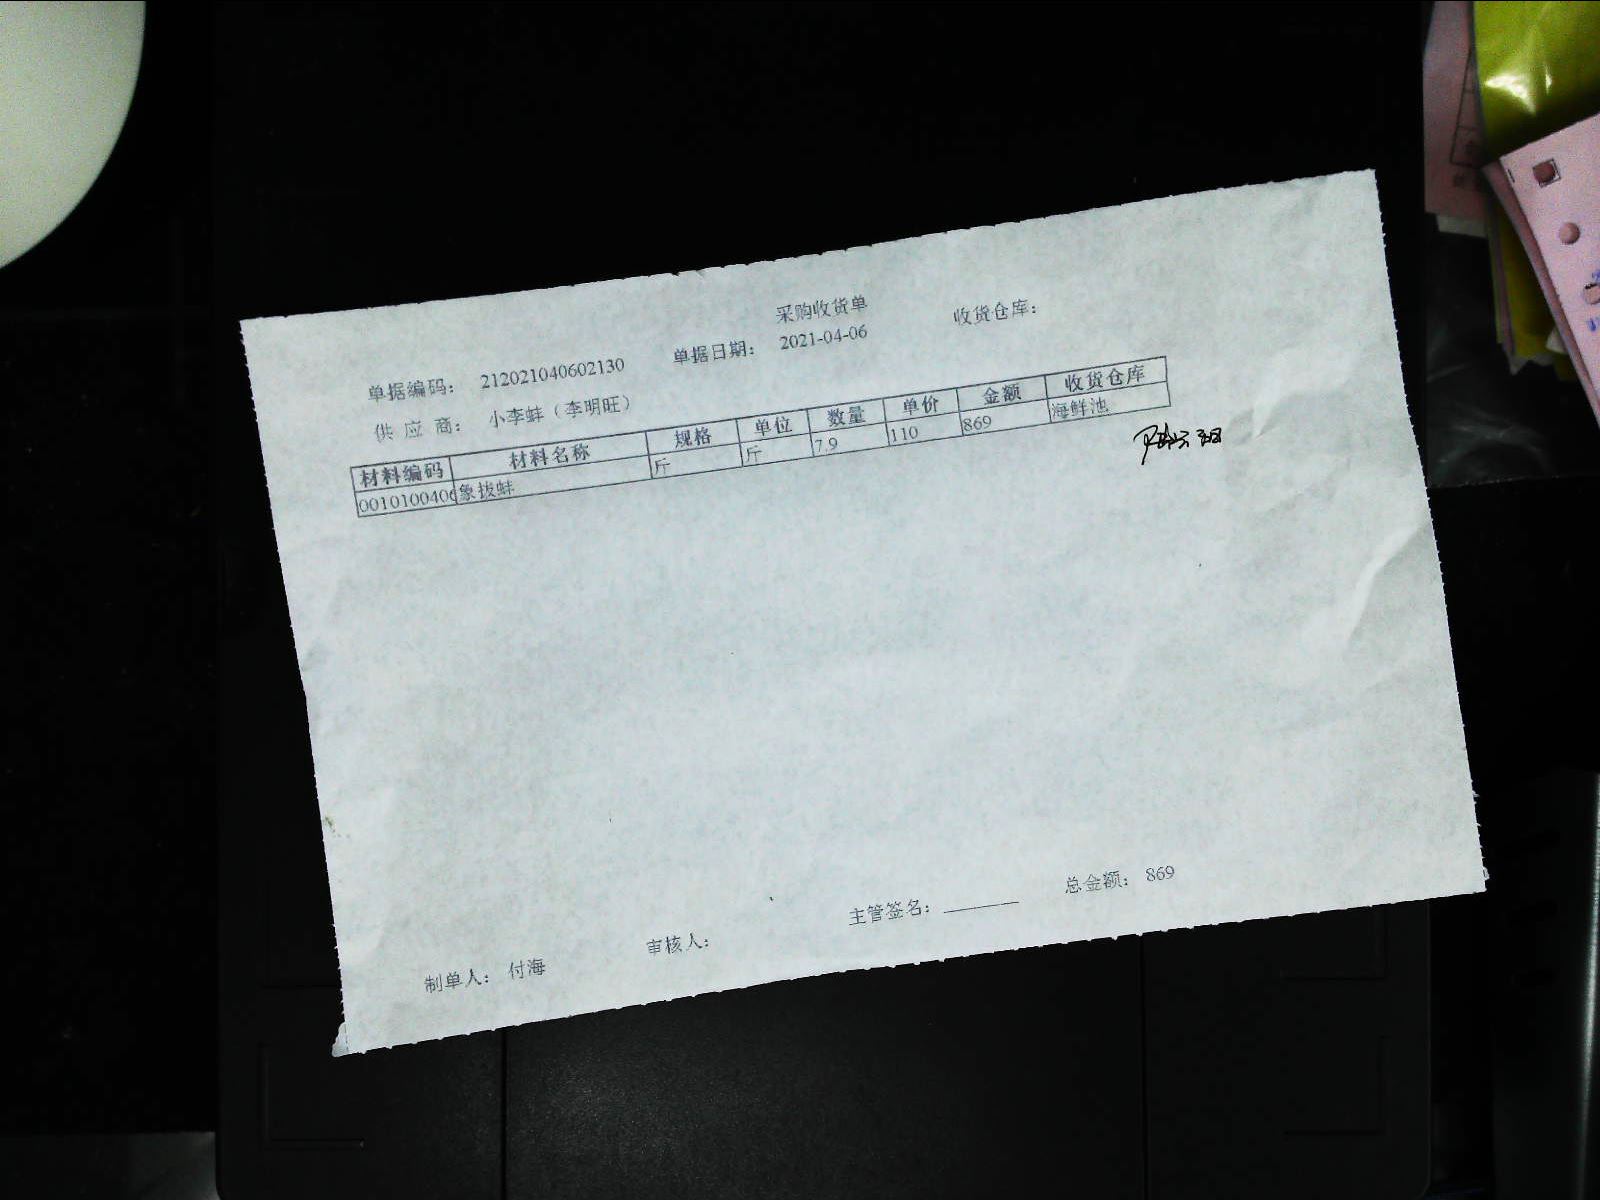 采购收货单
单据编码： 212021040602130 单据日期： 2021-04-06 收货仓库：
供 应 商： 小李蚌（李明旺）
材料编码 材料名称 规格 单位 数量 单价 金额 收货仓库
0010100406 象拔蚌 斤 斤 7.9 110 869 海鲜池
制单人： 付海 审核人： 主管签名： ________ 总金额： 869